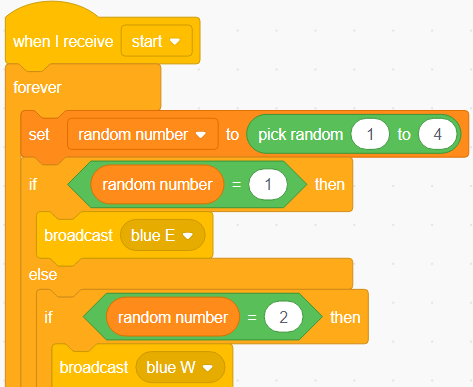 when I receive start
forever
set random number to pick random 1 to 4
if random number = 1 then
broadcast blue E
else
if random number = 2 then
broadcast blue W